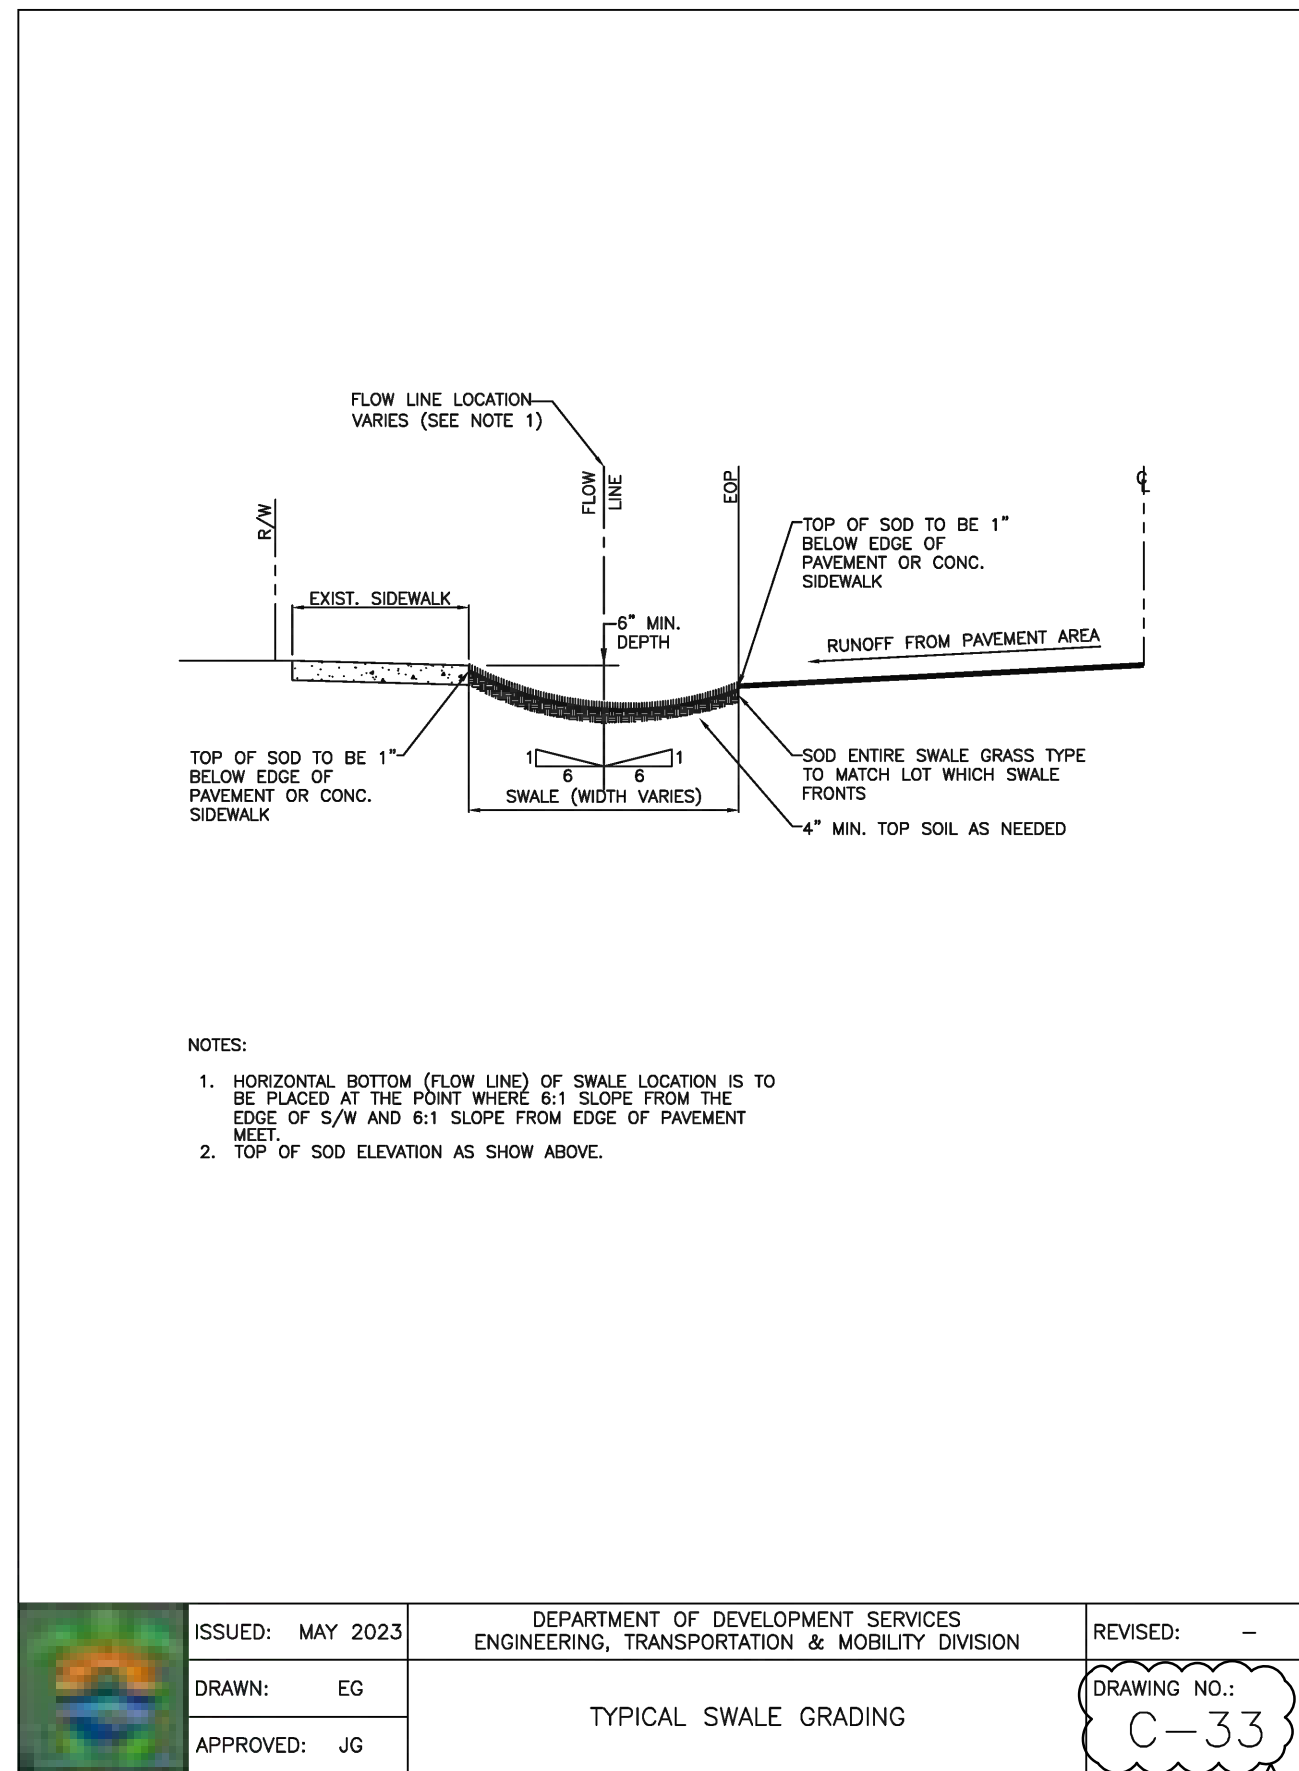 FLOW LINE LOCATION
VARIES (SEE NOTE 1)
R/W
FLOW
LINE
EOP
℄
TOP OF SOD TO BE 1"
BELOW EDGE OF
PAVEMENT OR CONC.
SIDEWALK
EXIST. SIDEWALK
6" MIN.
DEPTH
RUNOFF FROM PAVEMENT AREA
TOP OF SOD TO BE 1"
BELOW EDGE OF
PAVEMENT OR CONC.
SIDEWALK
1
6
6
1
SWALE (WIDTH VARIES)
SOD ENTIRE SWALE GRASS TYPE
TO MATCH LOT WHICH SWALE
FRONTS
4" MIN. TOP SOIL AS NEEDED
NOTES:
1. HORIZONTAL BOTTOM (FLOW LINE) OF SWALE LOCATION IS TO
BE PLACED AT THE POINT WHERE 6:1 SLOPE FROM THE
EDGE OF S/W AND 6:1 SLOPE FROM EDGE OF PAVEMENT
MEET.
2. TOP OF SOD ELEVATION AS SHOW ABOVE.
ISSUED: MAY 2023
DRAWN: EG
APPROVED: JG
DEPARTMENT OF DEVELOPMENT SERVICES
ENGINEERING, TRANSPORTATION & MOBILITY DIVISION
TYPICAL SWALE GRADING
REVISED: –
DRAWING NO.:
C-33